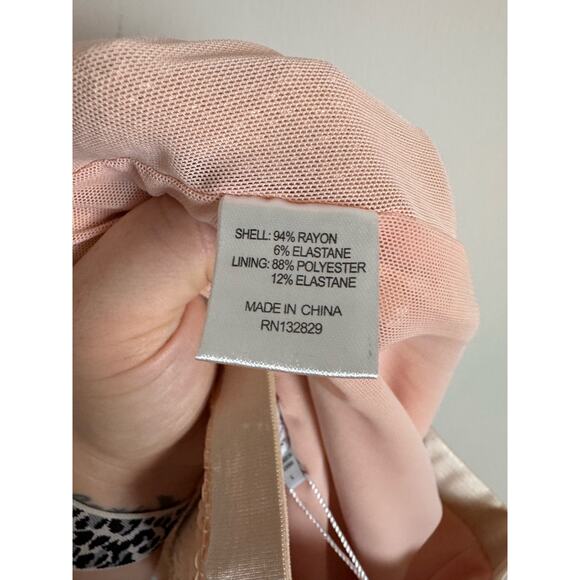 SHELL: 94% RAYON
6% ELASTANE
LINING: 88% POLYESTER
12% ELASTANE
MADE IN CHINA
RN132829